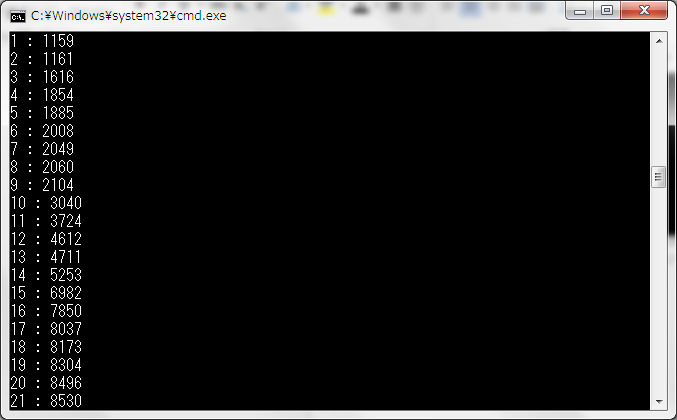 C:¥Windows¥system32¥cmd.exe
1 : 1159
2 : 1161
3 : 1616
4 : 1854
5 : 1885
6 : 2008
7 : 2049
8 : 2060
9 : 2104
10 : 3040
11 : 3724
12 : 4612
13 : 4711
14 : 5253
15 : 6982
16 : 7850
17 : 8037
18 : 8173
19 : 8304
20 : 8496
21 : 8530